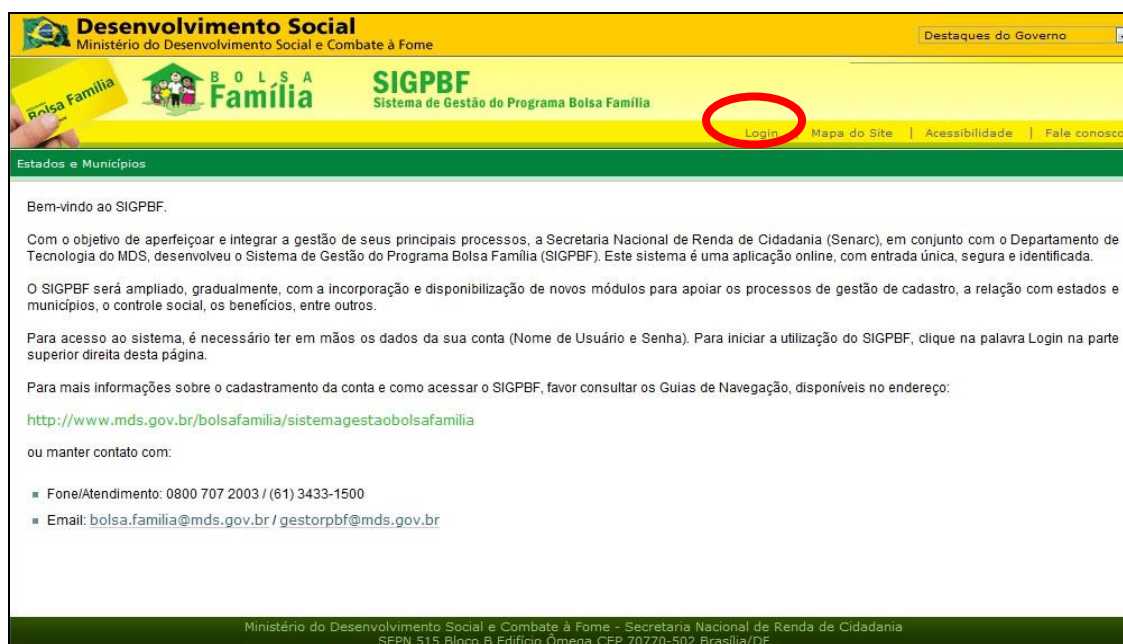 Desenvolvimento Social
Ministério do Desenvolvimento Social e Combate à Fome
Destaques do Governo
Bolsa Família
BOLSA
Família
SIGPBF
Sistema de Gestão do Programa Bolsa Família
Login Mapa do Site | Acessibilidade | Fale conosco
Estados e Municípios
Bem-vindo ao SIGPBF.
Com o objetivo de aperfeiçoar e integrar a gestão de seus principais processos, a Secretaria Nacional de Renda de Cidadania (Senarc), em conjunto com o Departamento de
Tecnologia do MDS, desenvolveu o Sistema de Gestão do Programa Bolsa Família (SIGPBF). Este sistema é uma aplicação online, com entrada única, segura e identificada.
O SIGPBF será ampliado, gradualmente, com a incorporação e disponibilização de novos módulos para apoiar os processos de gestão de cadastro, a relação com estados e
municípios, o controle social, os benefícios, entre outros.
Para acesso ao sistema, é necessário ter em mãos os dados da sua conta (Nome de Usuário e Senha). Para iniciar a utilização do SIGPBF, clique na palavra Login na parte
superior direita desta página.
Para mais informações sobre o cadastramento da conta e como acessar o SIGPBF, favor consultar os Guias de Navegação, disponíveis no endereço:
http://www.mds.gov.br/bolsafamilia/sistemagestaobolsafamilia
ou manter contato com:
Fone/Atendimento: 0800 707 2003 / (61) 3433-1500
Email: bolsa.familia@mds.gov.br / gestorpbf@mds.gov.br
Ministério do Desenvolvimento Social e Combate à Fome - Secretaria Nacional de Renda de Cidadania
SEPN 515 Bloco B Edifício Ômega CEP 70770-502 Brasília/DF